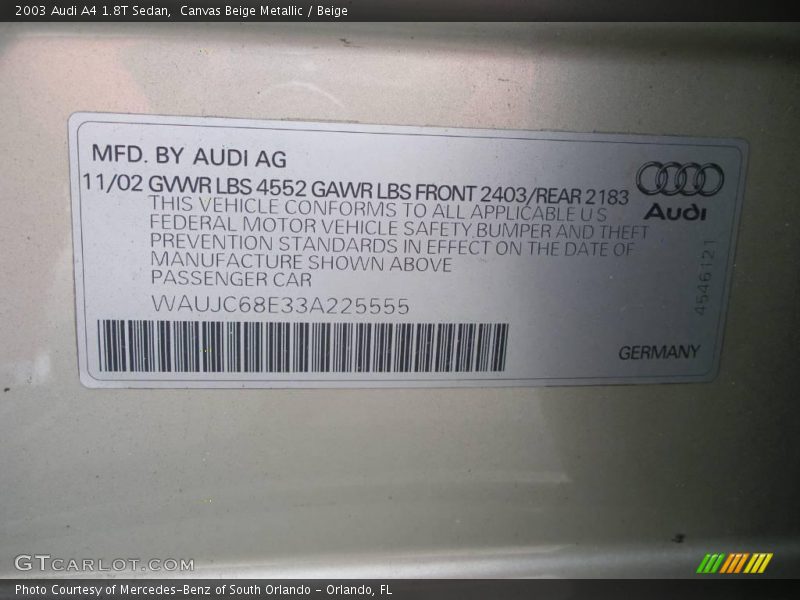 2003 Audi A4 1.8T Sedan,  Canvas Beige Metallic / Beige
MFD. BY AUDI AG
11/02 GVWR LBS 4552 GAWR LBS FRONT 2403/REAR 2183
THIS VEHICLE CONFORMS TO ALL APPLICABLE U S
FEDERAL MOTOR VEHICLE SAFETY,BUMPER AND THEFT
PREVENTION STANDARDS IN EFFECT ON THE DATE OF
MANUFACTURE SHOWN ABOVE
PASSENGER CAR
WAUJC68E33A225555
Audi
4546121
GERMANY
GTCARLOT.COM
Photo Courtesy of Mercedes-Benz of South Orlando - Orlando, FL